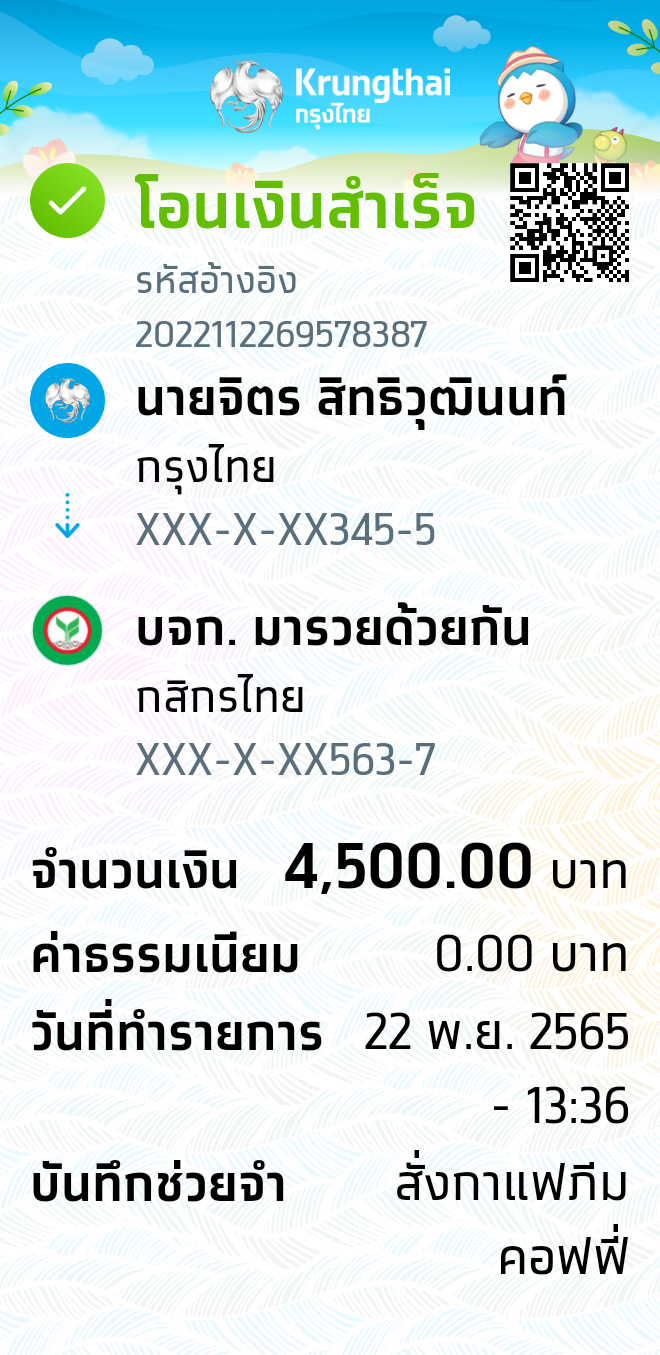 Krungthai
กรุงไทย
โอนเงินสำเร็จ
รหัสอ้างอิง
2022112269578387
นายจิตร สิทธิวุฒินนท์
กรุงไทย
XXX-X-XX345-5
บจก. มารวยด้วยกัน
กสิกรไทย
XXX-X-XX563-7
จำนวนเงิน 4,500.00 บาท
ค่าธรรมเนียม 0.00 บาท
วันที่ทำรายการ 22 พ.ย. 2565
- 13:36
บันทึกช่วยจำ สั่งกาแฟภีม
คอฟฟี่